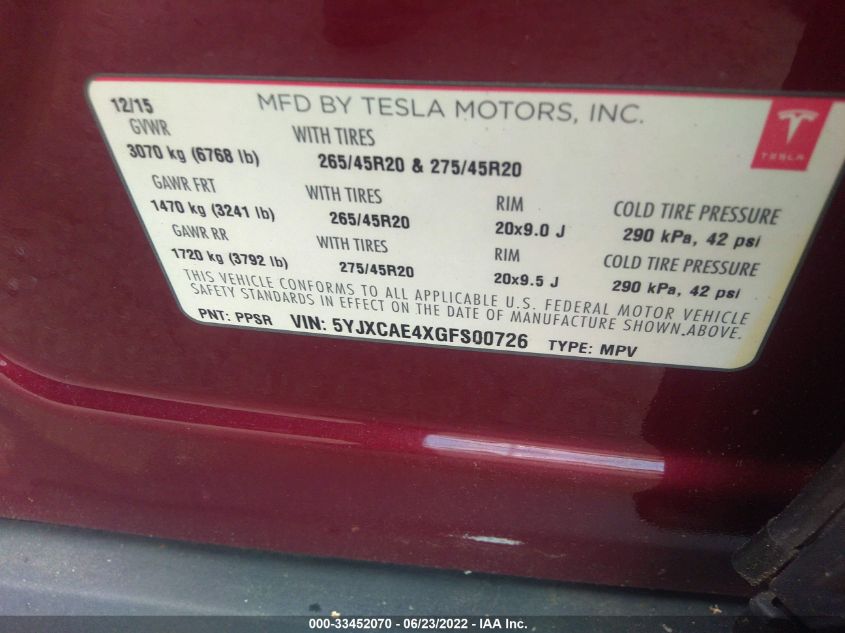 12/15 MFD BY TESLA MOTORS, INC.
GVWR WITH TIRES
3070 kg (6768 lb) 265/45R20 & 275/45R20
TESLA
GAWR FRT WITH TIRES RIM COLD TIRE PRESSURE
1470 kg (3241 lb) 265/45R20 20x9.0 J 290 kPa, 42 psi
GAWR RR WITH TIRES RIM COLD TIRE PRESSURE
1720 kg (3792 lb) 275/45R20 20x9.5 J 290 kPa, 42 psi
THIS VEHICLE CONFORMS TO ALL APPLICABLE U.S. FEDERAL MOTOR VEHICLE
SAFETY STANDARDS IN EFFECT ON THE DATE OF MANUFACTURE SHOWN ABOVE.
PNT: PPSR VIN: 5YJXCAE4XGFS00726 TYPE: MPV
000-33452070 - 06/23/2022 - IAA Inc.